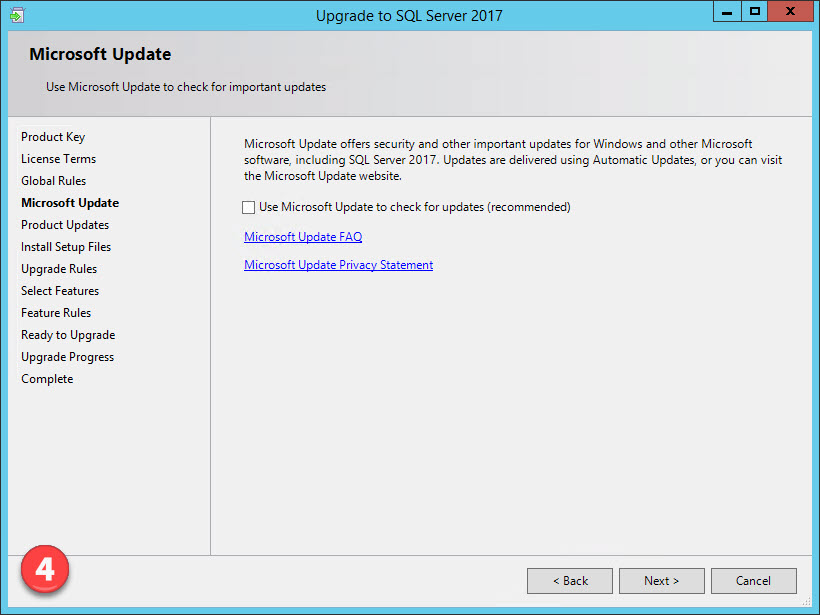 Upgrade to SQL Server 2017
Microsoft Update
Use Microsoft Update to check for important updates
Product Key
License Terms
Global Rules
Microsoft Update
Product Updates
Install Setup Files
Upgrade Rules
Select Features
Feature Rules
Ready to Upgrade
Upgrade Progress
Complete
Microsoft Update offers security and other important updates for Windows and other Microsoft
software, including SQL Server 2017. Updates are delivered using Automatic Updates, or you can visit
the Microsoft Update website.
Use Microsoft Update to check for updates (recommended)
Microsoft Update FAQ
Microsoft Update Privacy Statement
4
< Back
Next >
Cancel